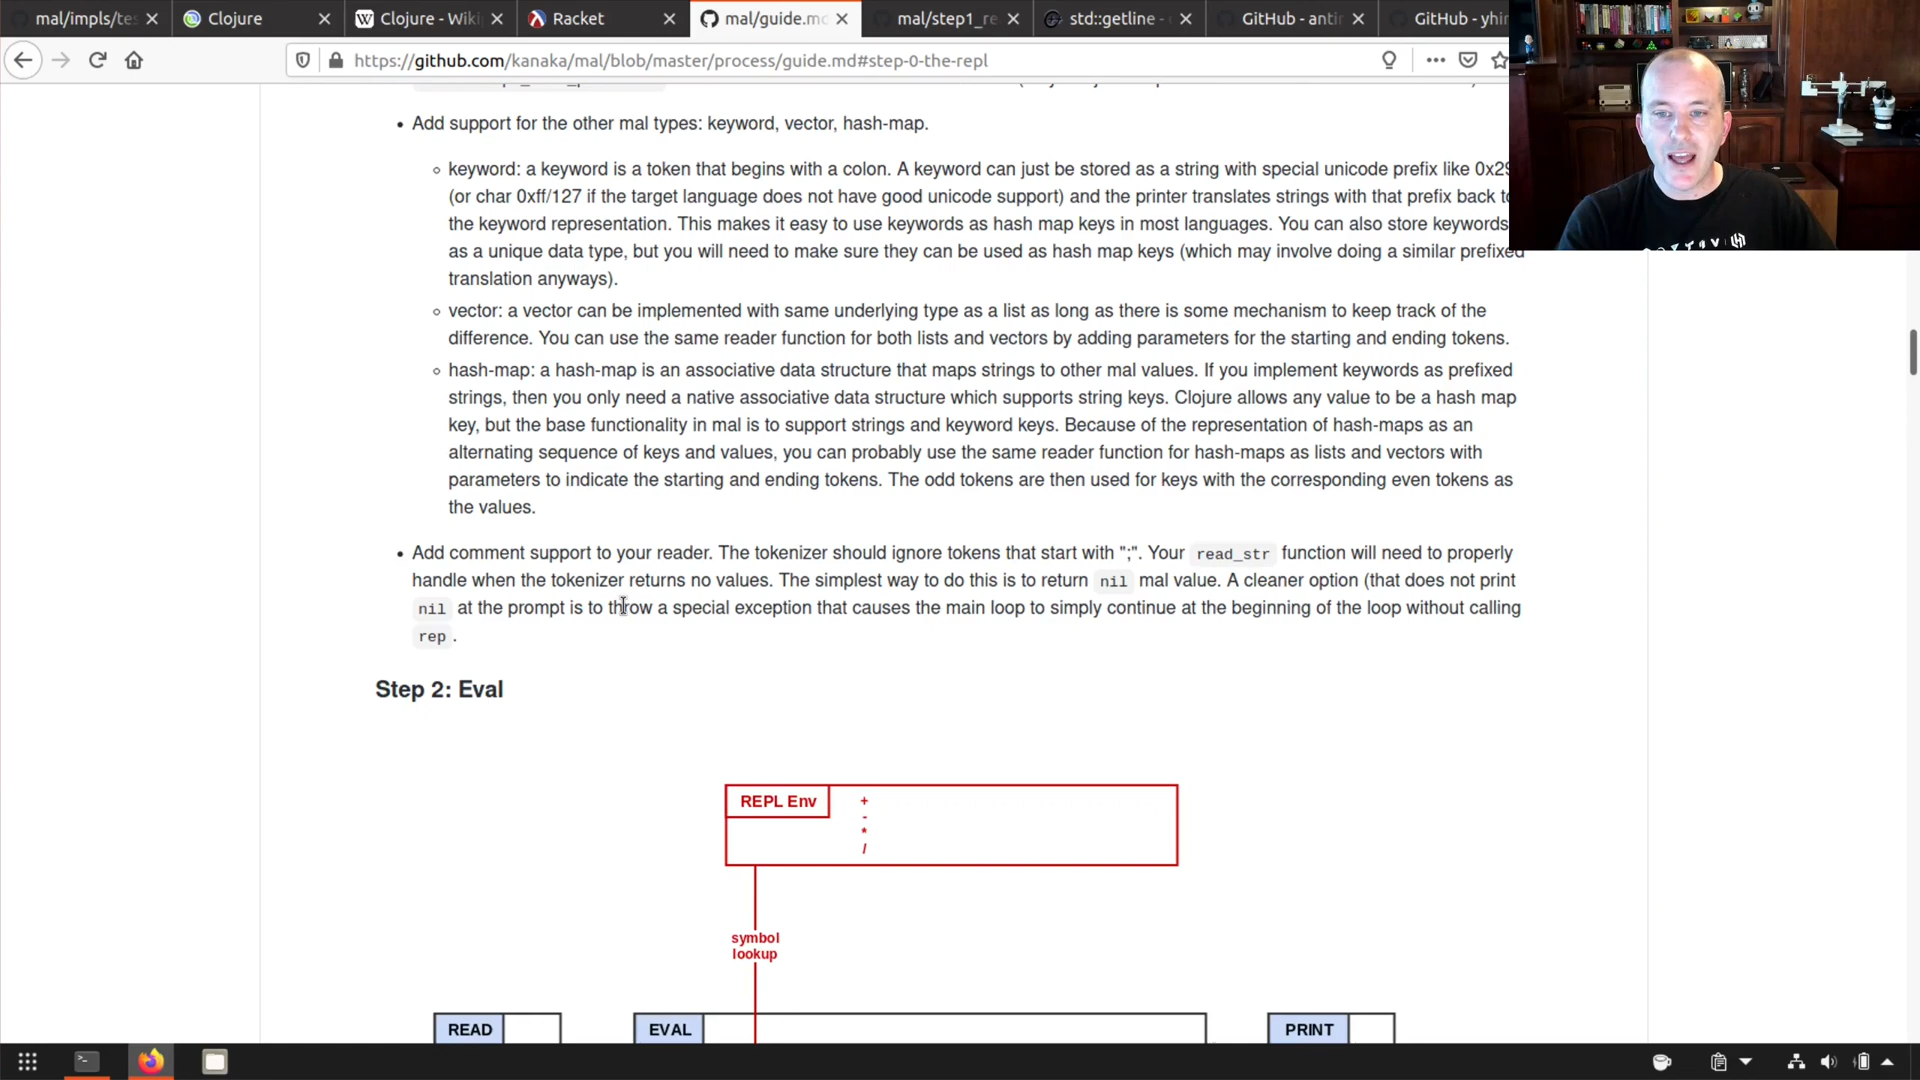 mal/impls/tes
Clojure
Clojure - Wiki
Racket
mal/guide.md
mal/step1_re
std::getline -
GitHub - antir
GitHub - yhir
https://github.com/kanaka/mal/blob/master/process/guide.md#step-0-the-repl
Add support for the other mal types: keyword, vector, hash-map.
keyword: a keyword is a token that begins with a colon. A keyword can just be stored as a string with special unicode prefix like 0x29
(or char 0xff/127 if the target language does not have good unicode support) and the printer translates strings with that prefix back to
the keyword representation. This makes it easy to use keywords as hash map keys in most languages. You can also store keywords
as a unique data type, but you will need to make sure they can be used as hash map keys (which may involve doing a similar prefixed
translation anyways).
vector: a vector can be implemented with same underlying type as a list as long as there is some mechanism to keep track of the
difference. You can use the same reader function for both lists and vectors by adding parameters for the starting and ending tokens.
hash-map: a hash-map is an associative data structure that maps strings to other mal values. If you implement keywords as prefixed
strings, then you only need a native associative data structure which supports string keys. Clojure allows any value to be a hash map
key, but the base functionality in mal is to support strings and keyword keys. Because of the representation of hash-maps as an
alternating sequence of keys and values, you can probably use the same reader function for hash-maps as lists and vectors with
parameters to indicate the starting and ending tokens. The odd tokens are then used for keys with the corresponding even tokens as
the values.
Add comment support to your reader. The tokenizer should ignore tokens that start with ";". Your read_str function will need to properly
handle when the tokenizer returns no values. The simplest way to do this is to return nil mal value. A cleaner option (that does not print
nil at the prompt is to throw a special exception that causes the main loop to simply continue at the beginning of the loop without calling
rep .
Step 2: Eval
REPL Env
+
-
*
/
symbol
lookup
READ
EVAL
PRINT